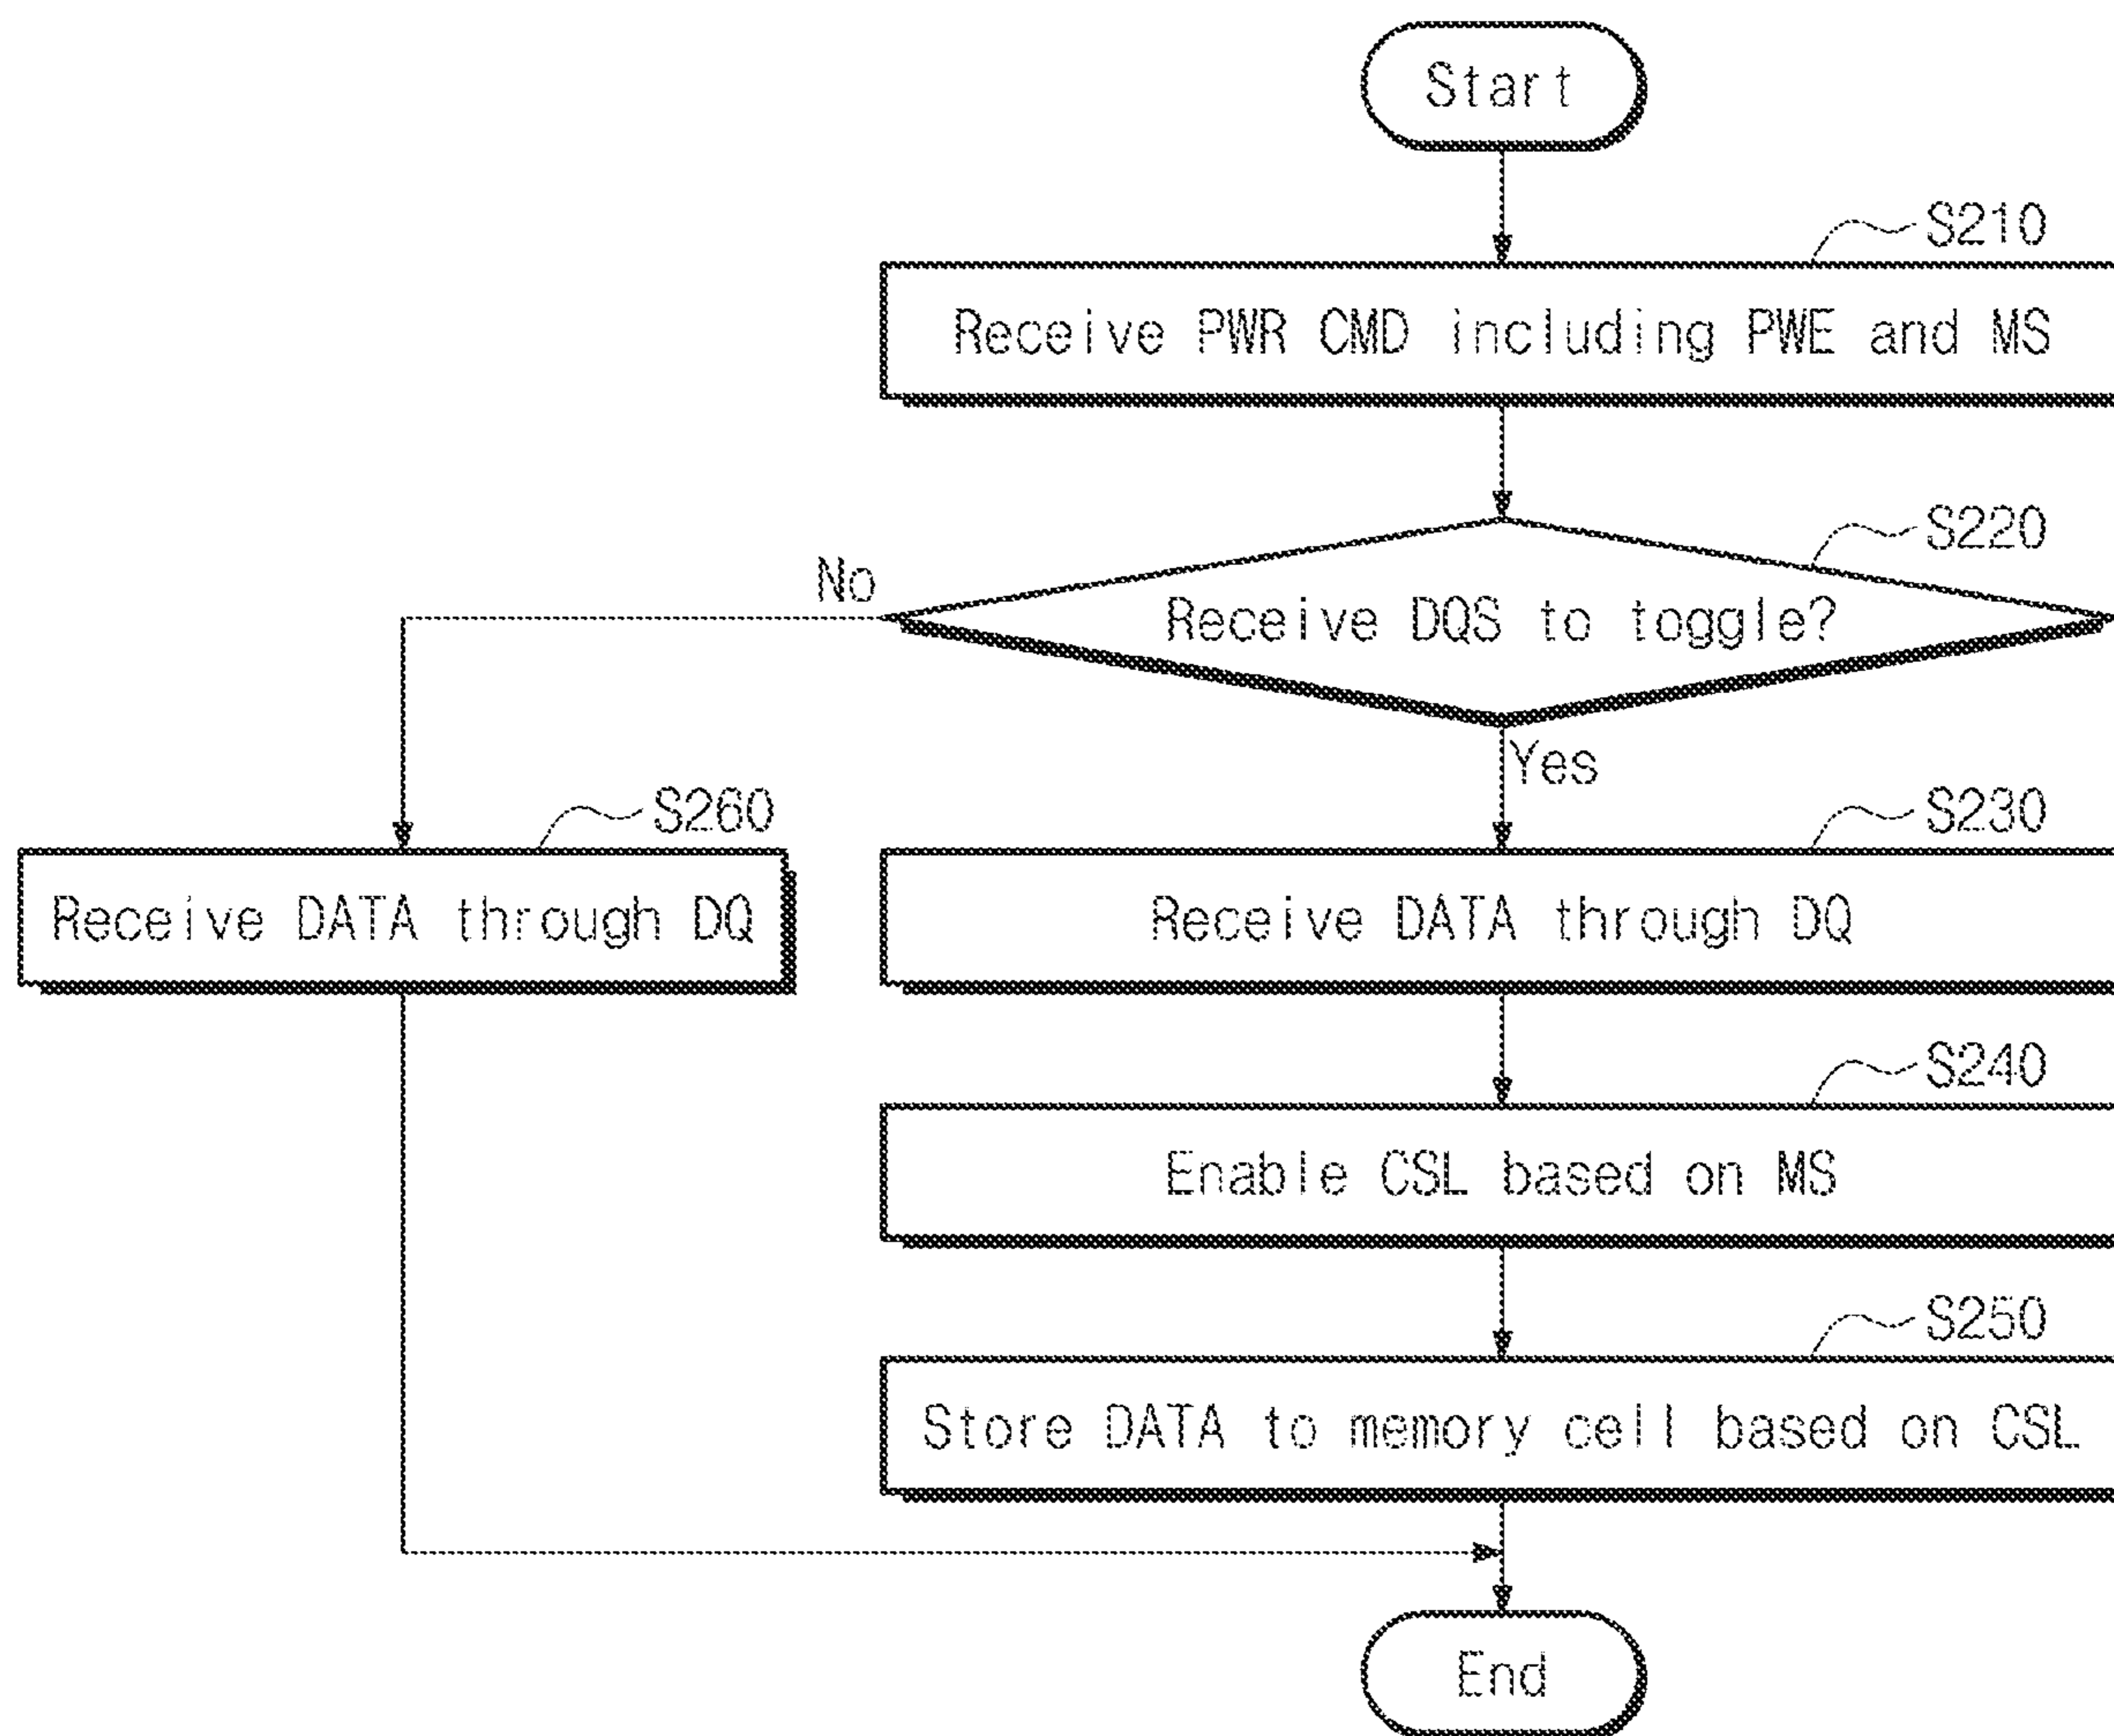 Start
S210
Receive PWR CMD including PWE and MS
S220
No
Receive DQS to toggle?
Yes
S260
S230
Receive DATA through DQ
Receive DATA through DQ
S240
Enable CSL based on MS
S250
Store DATA to memory cell based on CSL
End